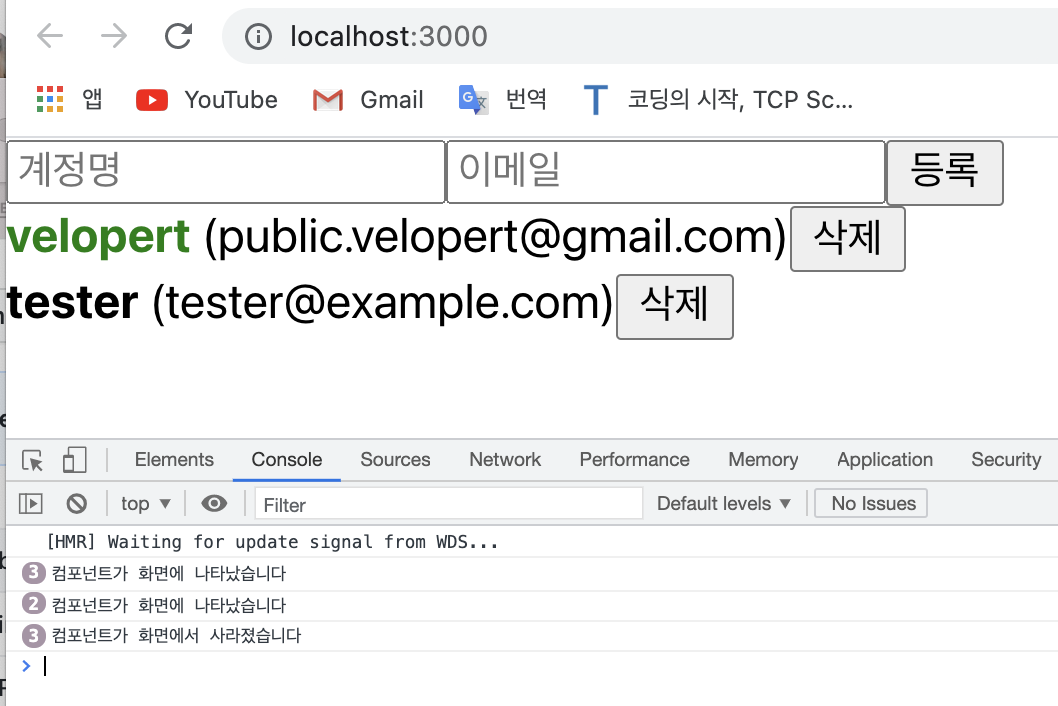 localhost:3000
앱 YouTube Gmail 번역 코딩의 시작, TCP Sc...
계정명 이메일 등록
velopert (public.velopert@gmail.com) 삭제
tester (tester@example.com) 삭제
Elements Console Sources Network Performance Memory Application Security
top ▼ Filter Default levels ▼ No Issues
[HMR] Waiting for update signal from WDS...
3 컴포넌트가 화면에 나타났습니다
2 컴포넌트가 화면에 나타났습니다
3 컴포넌트가 화면에서 사라졌습니다
>